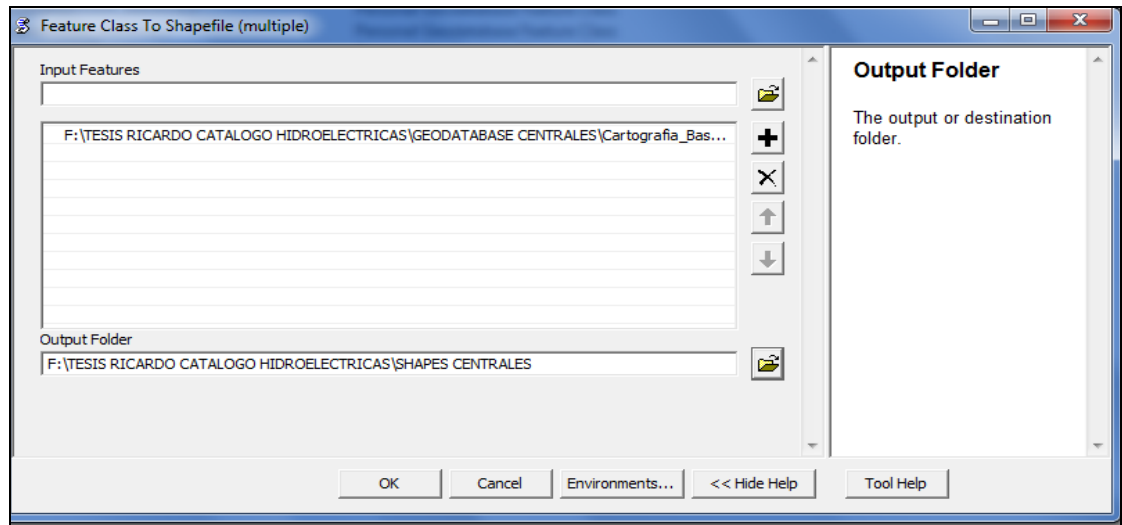 Feature Class To Shapefile (multiple)
Input Features
F:\TESIS RICARDO CATALOGO HIDROELECTRICAS\GEODATABASE CENTRALES\Cartografia_Bas...
Output Folder
F:\TESIS RICARDO CATALOGO HIDROELECTRICAS\SHAPES CENTRALES
Output Folder
The output or destination
folder.
OK Cancel Environments... << Hide Help Tool Help